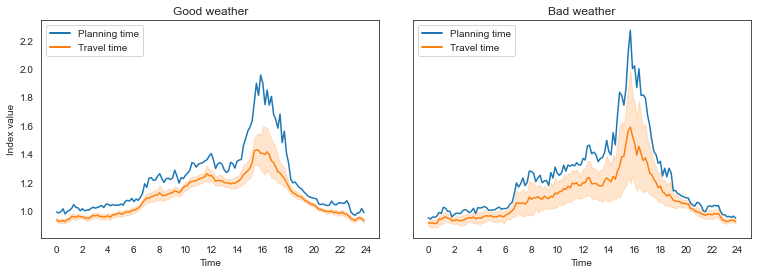 Good weather
Planning time
Travel time
Index value
2.2
2.0
1.8
1.6
1.4
1.2
1.0
0 2 4 6 8 10 12 14 16 18 20 22 24
Time
Bad weather
Planning time
Travel time
0 2 4 6 8 10 12 14 16 18 20 22 24
Time